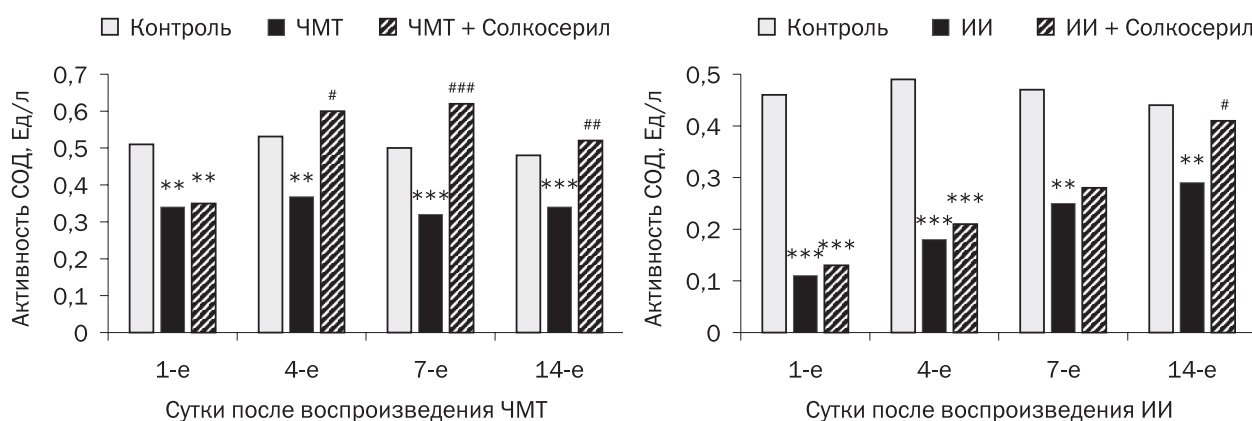 Контроль ЧМТ ЧМТ + Солкосерил
Активность СОД, Ед/л
0,7
0,6
0,5
0,4
0,3
0,2
0,1
0
** ** ** # *** ### *** ##
1-е 4-е 7-е 14-е
Сутки после воспроизведения ЧМТ
Контроль ИИ ИИ + Солкосерил
Активность СОД, Ед/л
0,5
0,4
0,3
0,2
0,1
0
*** *** *** *** ** ** #
1-е 4-е 7-е 14-е
Сутки после воспроизведения ИИ